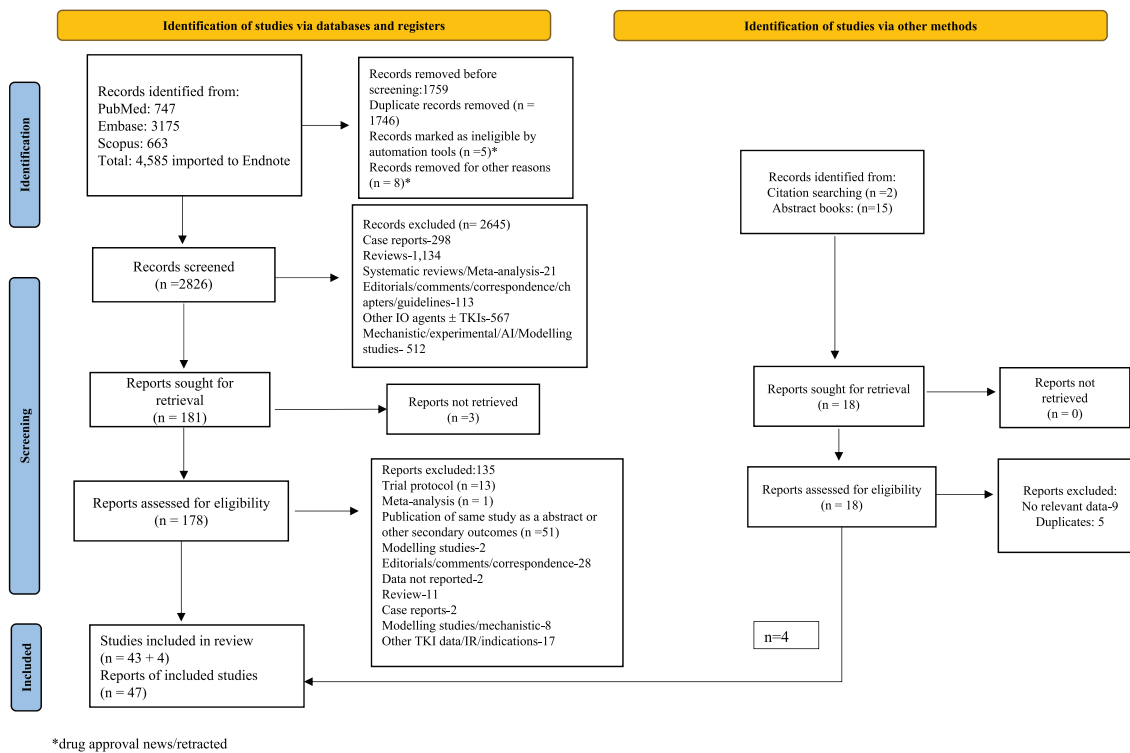 Identification of studies via databases and registers
Identification of studies via other methods
Identification
Records identified from:
PubMed: 747
Embase: 3175
Scopus: 663
Total: 4,585 imported to Endnote
Records removed before
screening:1759
Duplicate records removed (n =
1746)
Records marked as ineligible by
automation tools (n =5)*
Records removed for other reasons
(n = 8)*
Records identified from:
Citation searching (n =2)
Abstract books: (n=15)
Screening
Records screened
(n =2826)
Records excluded (n= 2645)
Case reports-298
Reviews-1,134
Systematic reviews/Meta-analysis-21
Editorials/comments/correspondence/ch
apters/guidelines-113
Other IO agents ± TKIs-567
Mechanistic/experimental/AI/Modelling
studies- 512
Reports sought for
retrieval
(n = 181)
Reports not retrieved
(n =3)
Reports sought for retrieval
(n = 18)
Reports not
retrieved
(n = 0)
Reports assessed for eligibility
(n = 178)
Reports excluded:135
Trial protocol (n =13)
Meta-analysis (n = 1)
Publication of same study as a abstract or
other secondary outcomes (n =51)
Modelling studies-2
Editorials/comments/correspondence-28
Data not reported-2
Review-11
Case reports-2
Modelling studies/mechanistic-8
Other TKI data/IR/indications-17
Reports assessed for eligibility
(n = 18)
Reports excluded:
No relevant data-9
Duplicates: 5
Included
Studies included in review
(n = 43 + 4)
Reports of included studies
(n = 47)
n=4
*drug approval news/retracted